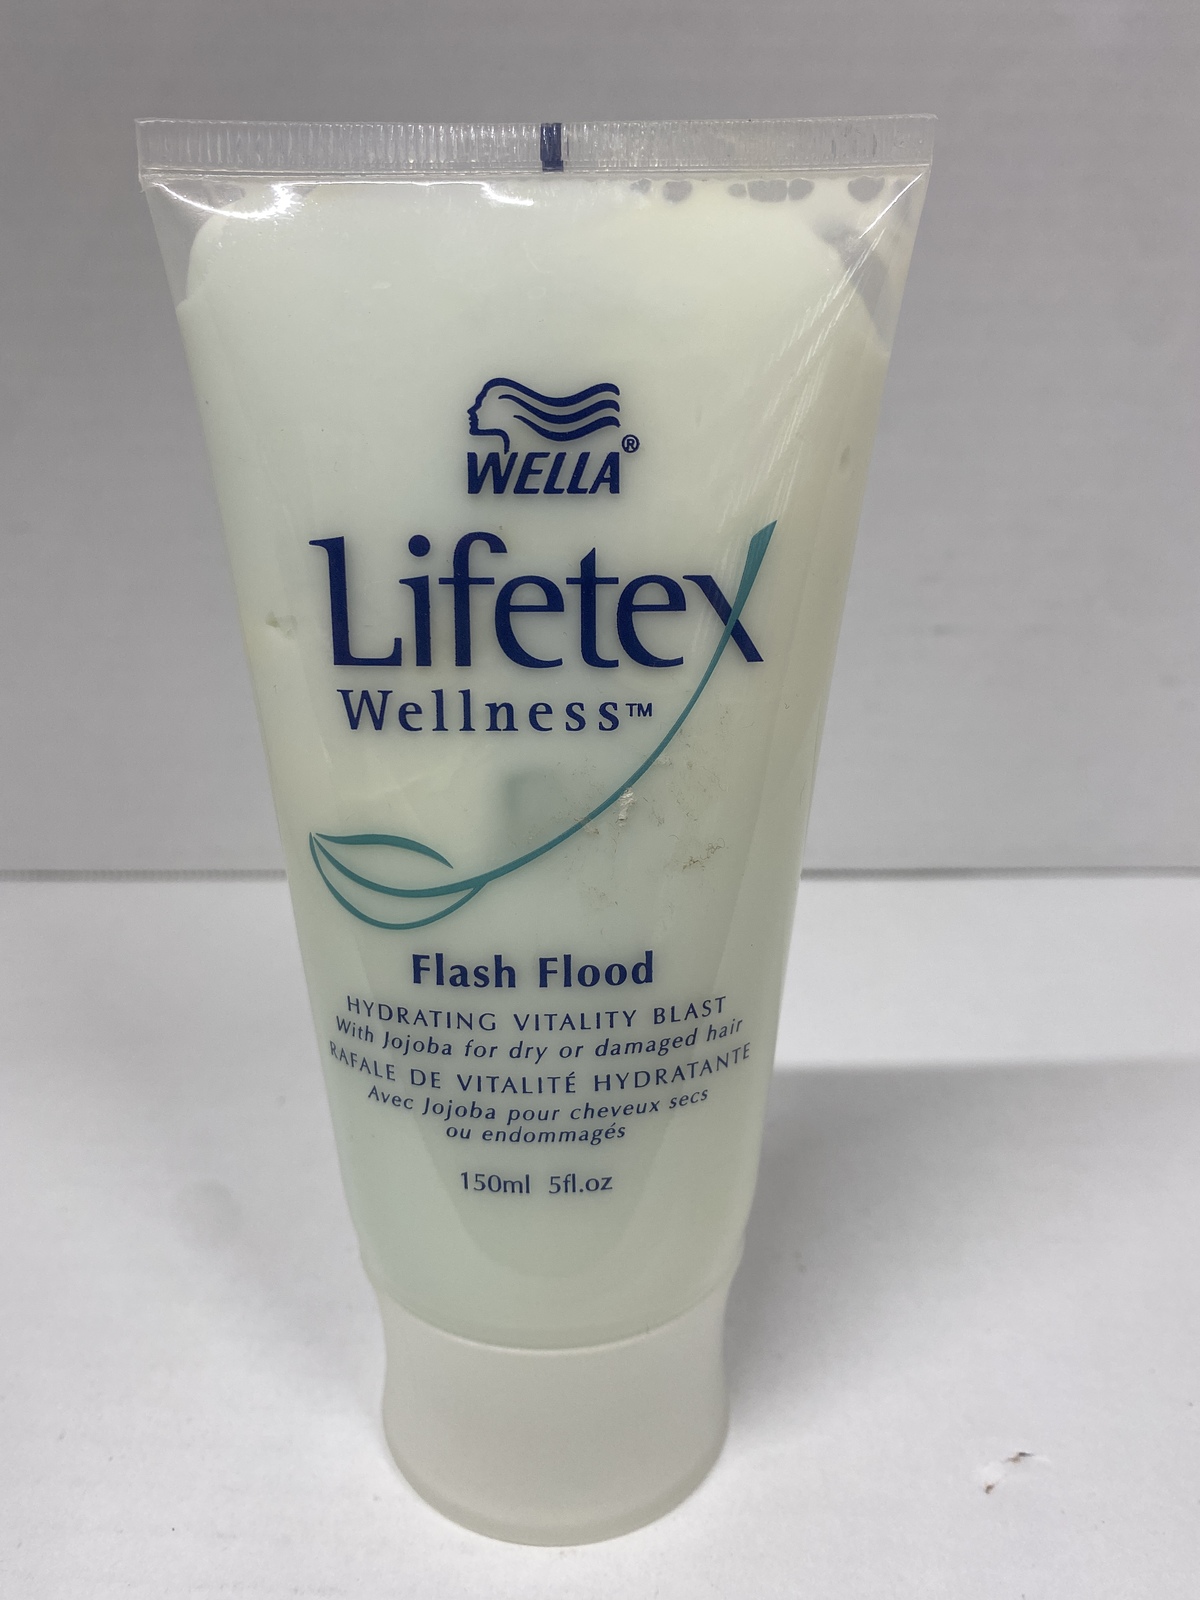 WELLA®
Lifetex
Wellness™
Flash Flood
HYDRATING VITALITY BLAST
With Jojoba for dry or damaged hair
RAFALE DE VITALITÉ HYDRATANTE
Avec Jojoba pour cheveux secs
ou endommagés
150ml 5fl.oz